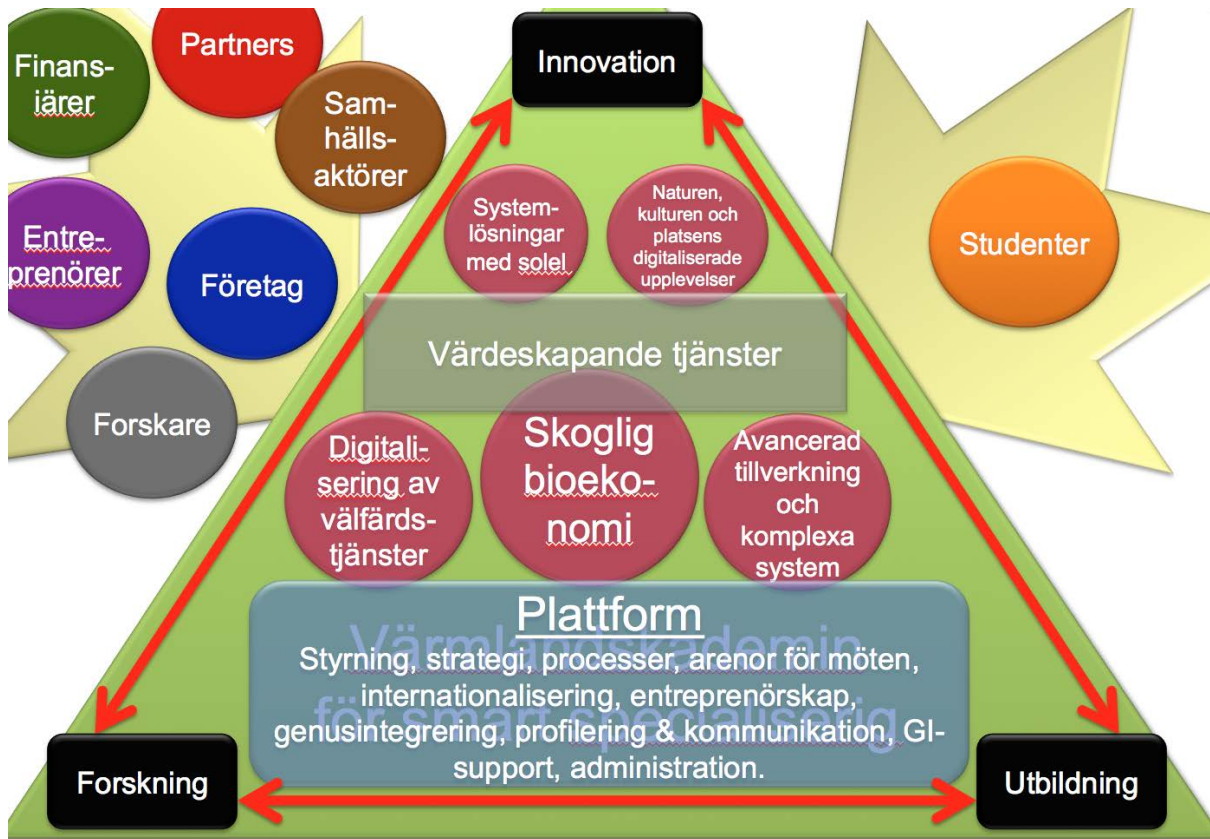 Partners
Finans-
iärer
Sam-
hälls-
aktörer
Entre-
prenörer
Företag
Forskare
Innovation
System-
lösningar
med solel
Naturen,
kulturen och
platsens
digitaliserade
upplevelser
Studenter
Värdeskapande tjänster
Digitali-
sering av
välfärds-
tjänster
Skoglig
bioeko-
nomi
Avancerad
tillverkning
och
komplexa
system
Plattform
Värmlandskademin
för smart specialiserig
Styrning, strategi, processer, arenor för möten,
internationalisering, entreprenörskap,
genusintegrering, profilering & kommunikation, GI-
support, administration.
Forskning
Utbildning